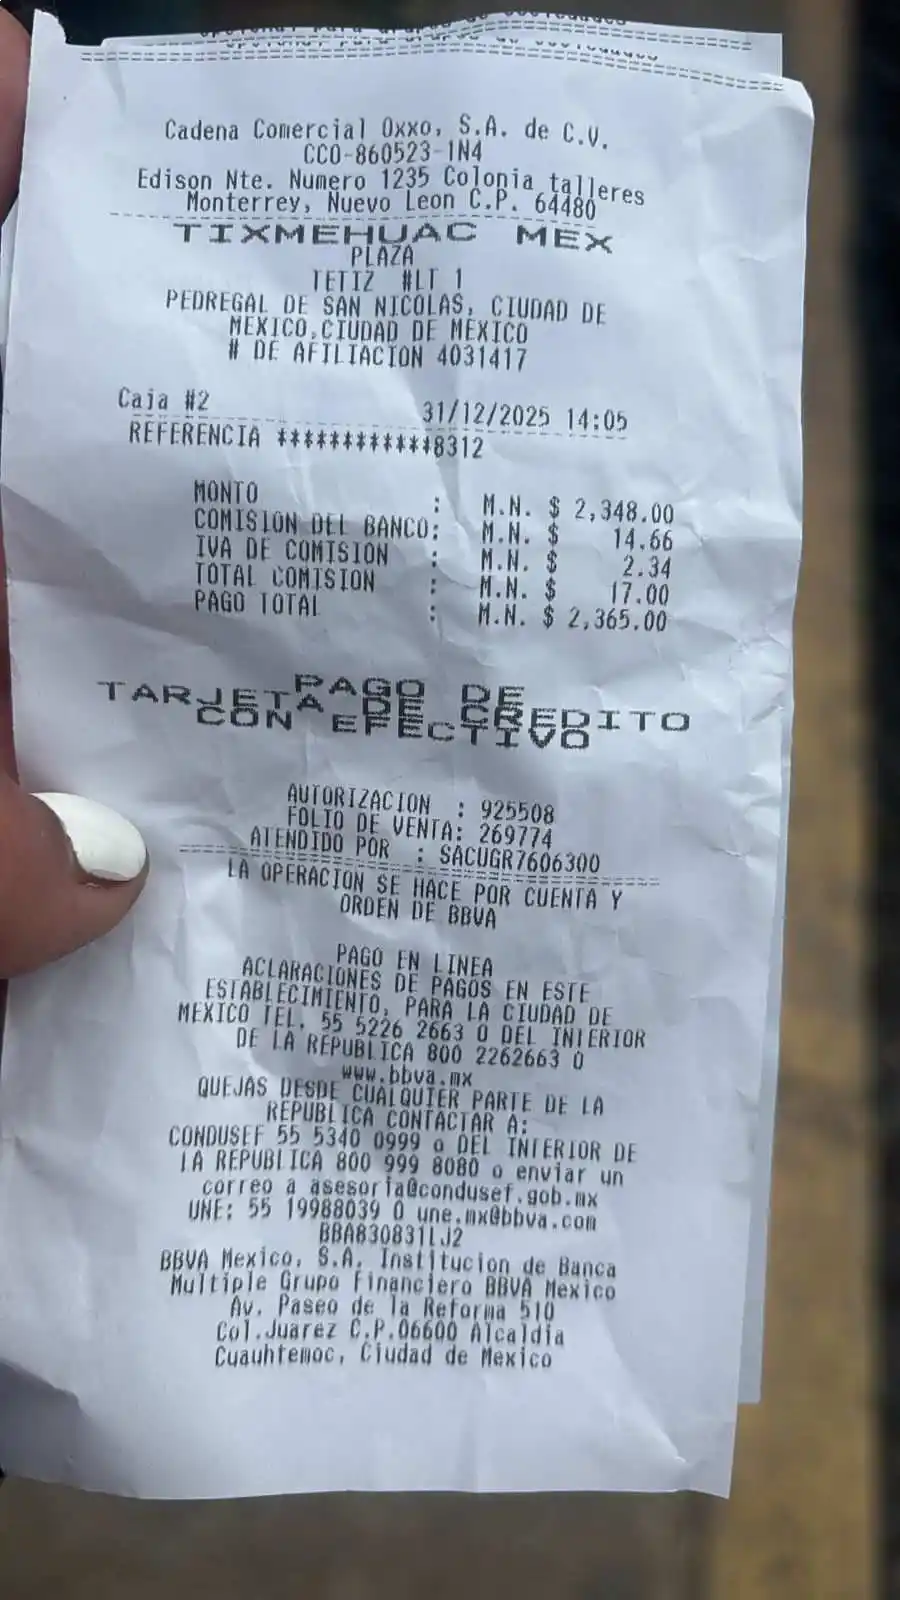 Cadena Comercial Oxxo, S.A. de C.V.
CCO-860523-1N4
Edison Nte. Numero 1235 Colonia talleres
Monterrey, Nuevo Leon C.P. 64480
TIXMEHUAC MEX
PLAZA
TETIZ #LT 1
PEDREGAL DE SAN NICOLAS, CIUDAD DE
MEXICO,CIUDAD DE MEXICO
# DE AFILIACION 4031417
Caja #2 31/12/2025 14:05
REFERENCIA ************8312
MONTO : M.N. $ 2,348.00
COMISION DEL BANCO: M.N. $ 14.66
IVA DE COMISION : M.N. $ 2.34
TOTAL COMISION : M.N. $ 17.00
PAGO TOTAL : M.N. $ 2,365.00
PAGO DE
TARJETA DE CREDITO
CON EFECTIVO
AUTORIZACION : 925508
FOLIO DE VENTA: 269774
ATENDIDO POR : SACUGR7606300
LA OPERACION SE HACE POR CUENTA Y
ORDEN DE BBVA
PAGO EN LINEA
ACLARACIONES DE PAGOS EN ESTE
ESTABLECIMIENTO, PARA LA CIUDAD DE
MEXICO TEL. 55 5226 2663 O DEL INTERIOR
DE LA REPUBLICA 800 2262663 O
www.bbva.mx
QUEJAS DESDE CUALQUIER PARTE DE LA
REPUBLICA CONTACTAR A:
CONDUSEF 55 5340 0999 o DEL INTERIOR DE
LA REPUBLICA 800 999 8080 o enviar un
correo a asesoria@condusef.gob.mx
UNE: 55 19988039 O une.mx@bbva.com
BBA830831LJ2
BBVA Mexico, S.A. Institucion de Banca
Multiple Grupo Financiero BBVA Mexico
Av. Paseo de la Reforma 510
Col.Juarez C.P.06600 Alcaldia
Cuauhtemoc, Ciudad de Mexico